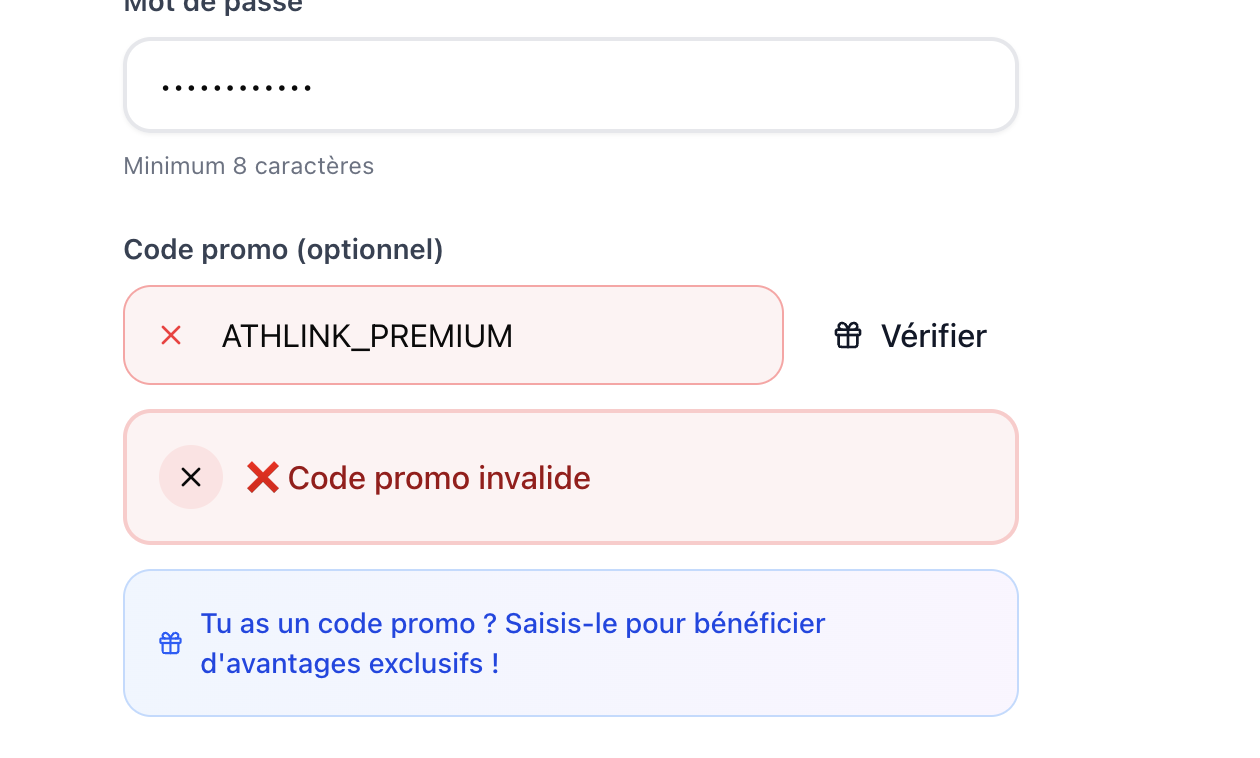 Mot de passe
••••••••••••
Minimum 8 caractères
Code promo (optionnel)
ATHLINK_PREMIUM
Vérifier
❌ Code promo invalide
Tu as un code promo ? Saisis-le pour bénéficier
d'avantages exclusifs !